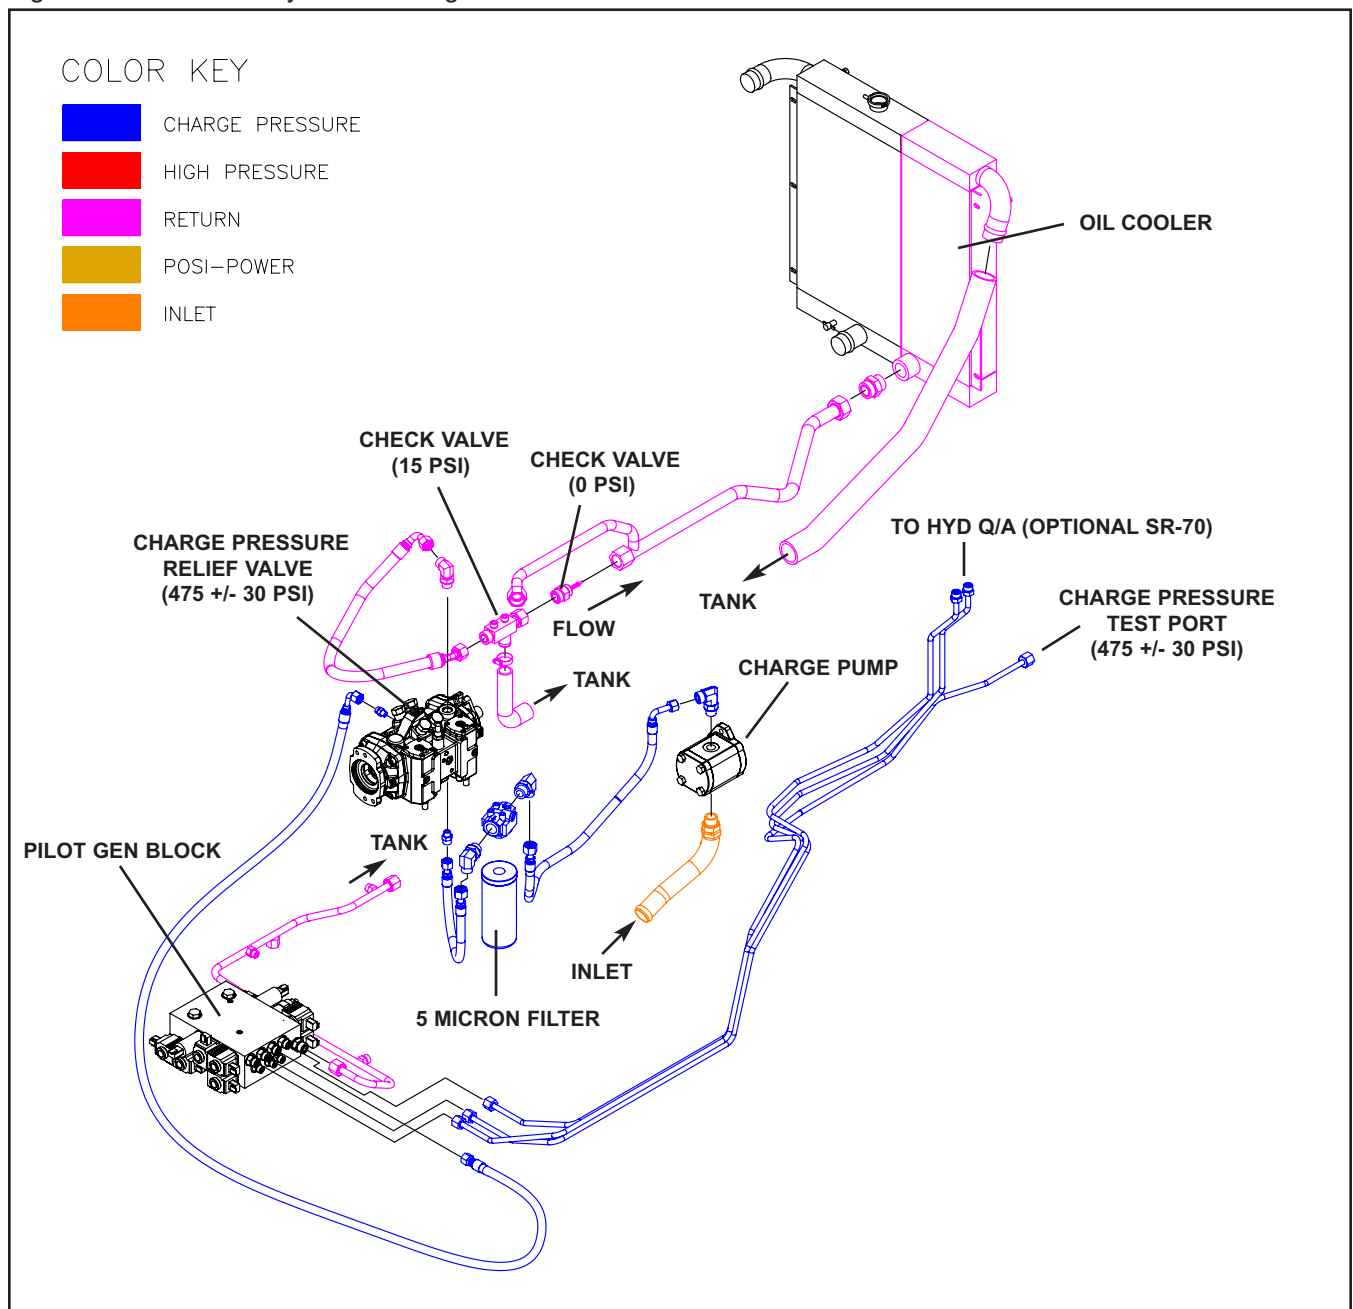 COLOR KEY
CHARGE PRESSURE
HIGH PRESSURE
RETURN
POSI-POWER
INLET
OIL COOLER
CHECK VALVE
(15 PSI)
CHECK VALVE
(0 PSI)
TO HYD Q/A (OPTIONAL SR-70)
CHARGE PRESSURE
RELIEF VALVE
(475 +/- 30 PSI)
TANK
CHARGE PRESSURE
TEST PORT
(475 +/- 30 PSI)
FLOW
CHARGE PUMP
TANK
TANK
PILOT GEN BLOCK
INLET
5 MICRON FILTER